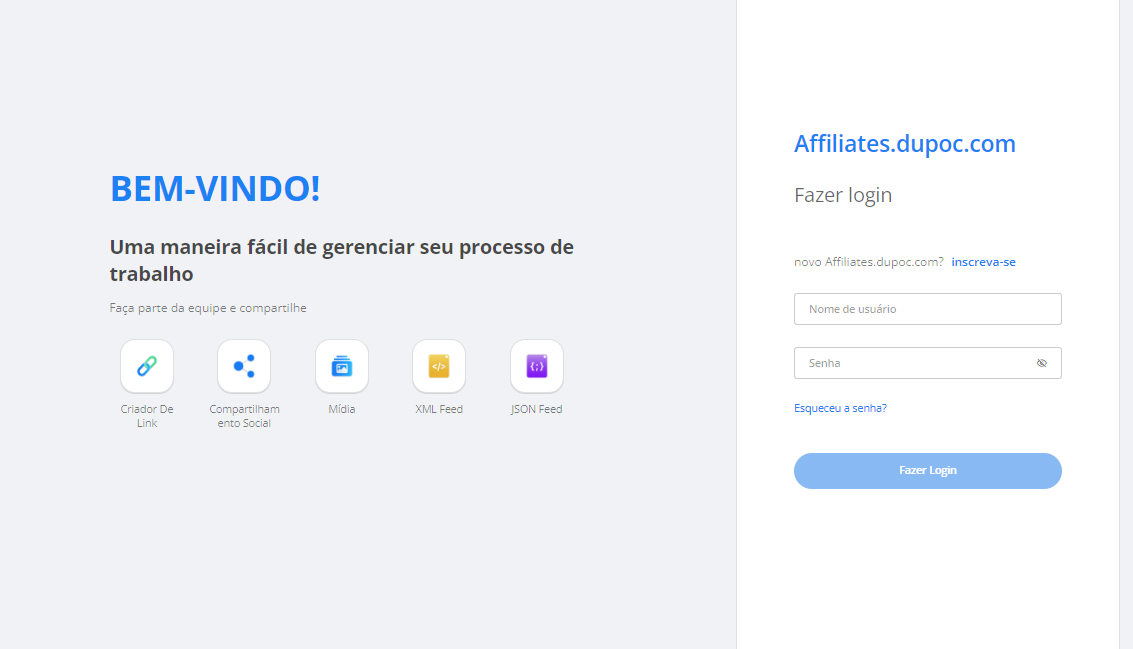 BEM-VINDO!
Uma maneira fácil de gerenciar seu processo de
trabalho
Faça parte da equipe e compartilhe
Criador De
Link
Compartilham
ento Social
Mídia
XML Feed
JSON Feed
Affiliates.dupoc.com
Fazer login
novo Affiliates.dupoc.com? inscreva-se
Nome de usuário
Senha
Esqueceu a senha?
Fazer Login